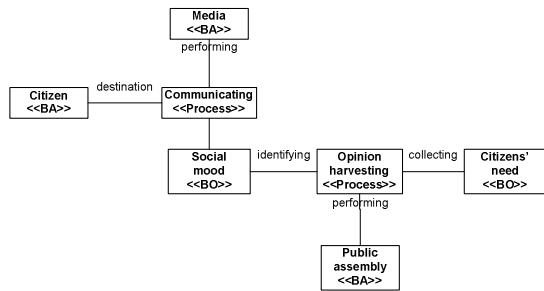 Media
<<BA>>
performing
destination
Citizen
<<BA>>
Communicating
<<Process>>
Social
mood
<<BO>>
identifying
Opinion
harvesting
<<Process>>
collecting
Citizens'
need
<<BO>>
performing
Public
assembly
<<BA>>